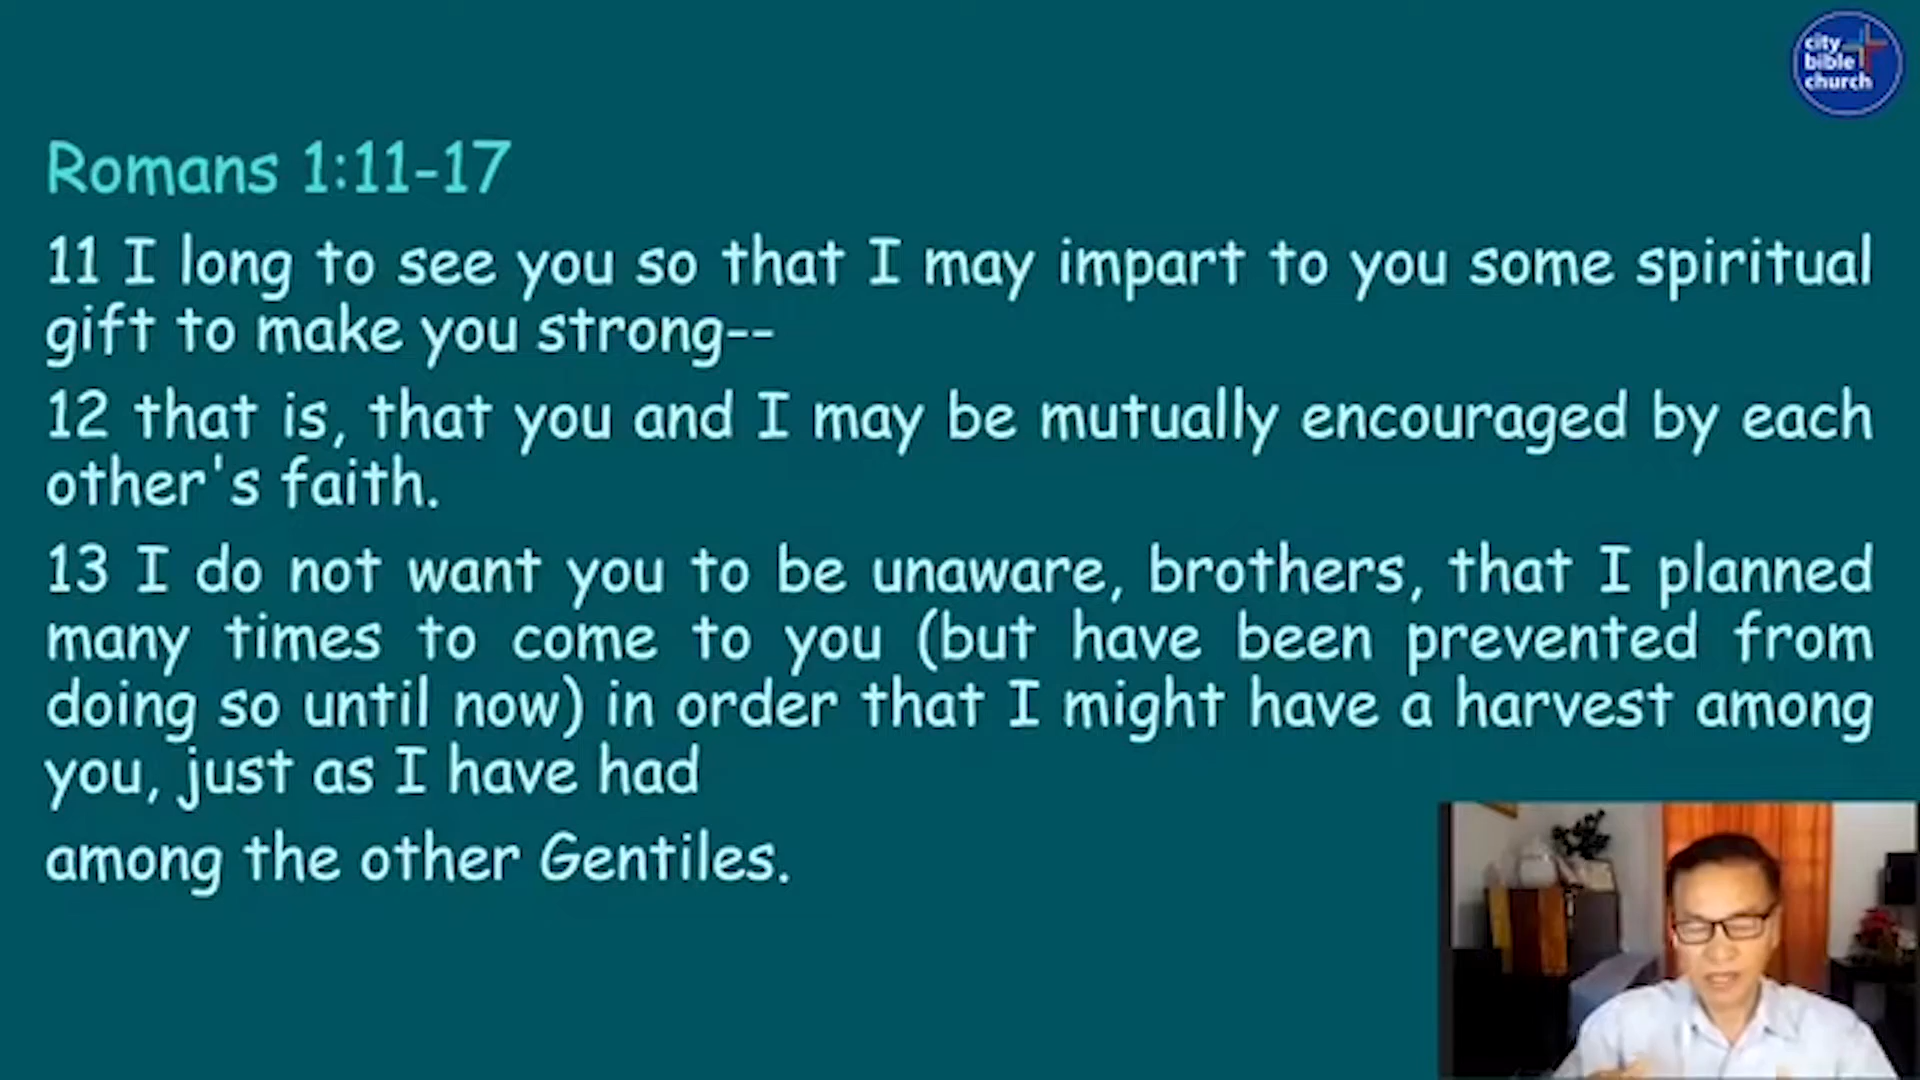 city
bible
church
Romans 1:11-17
11 I long to see you so that I may impart to you some spiritual
gift to make you strong--
12 that is, that you and I may be mutually encouraged by each
other's faith.
13 I do not want you to be unaware, brothers, that I planned
many times to come to you (but have been prevented from
doing so until now) in order that I might have a harvest among
you, just as I have had
among the other Gentiles.